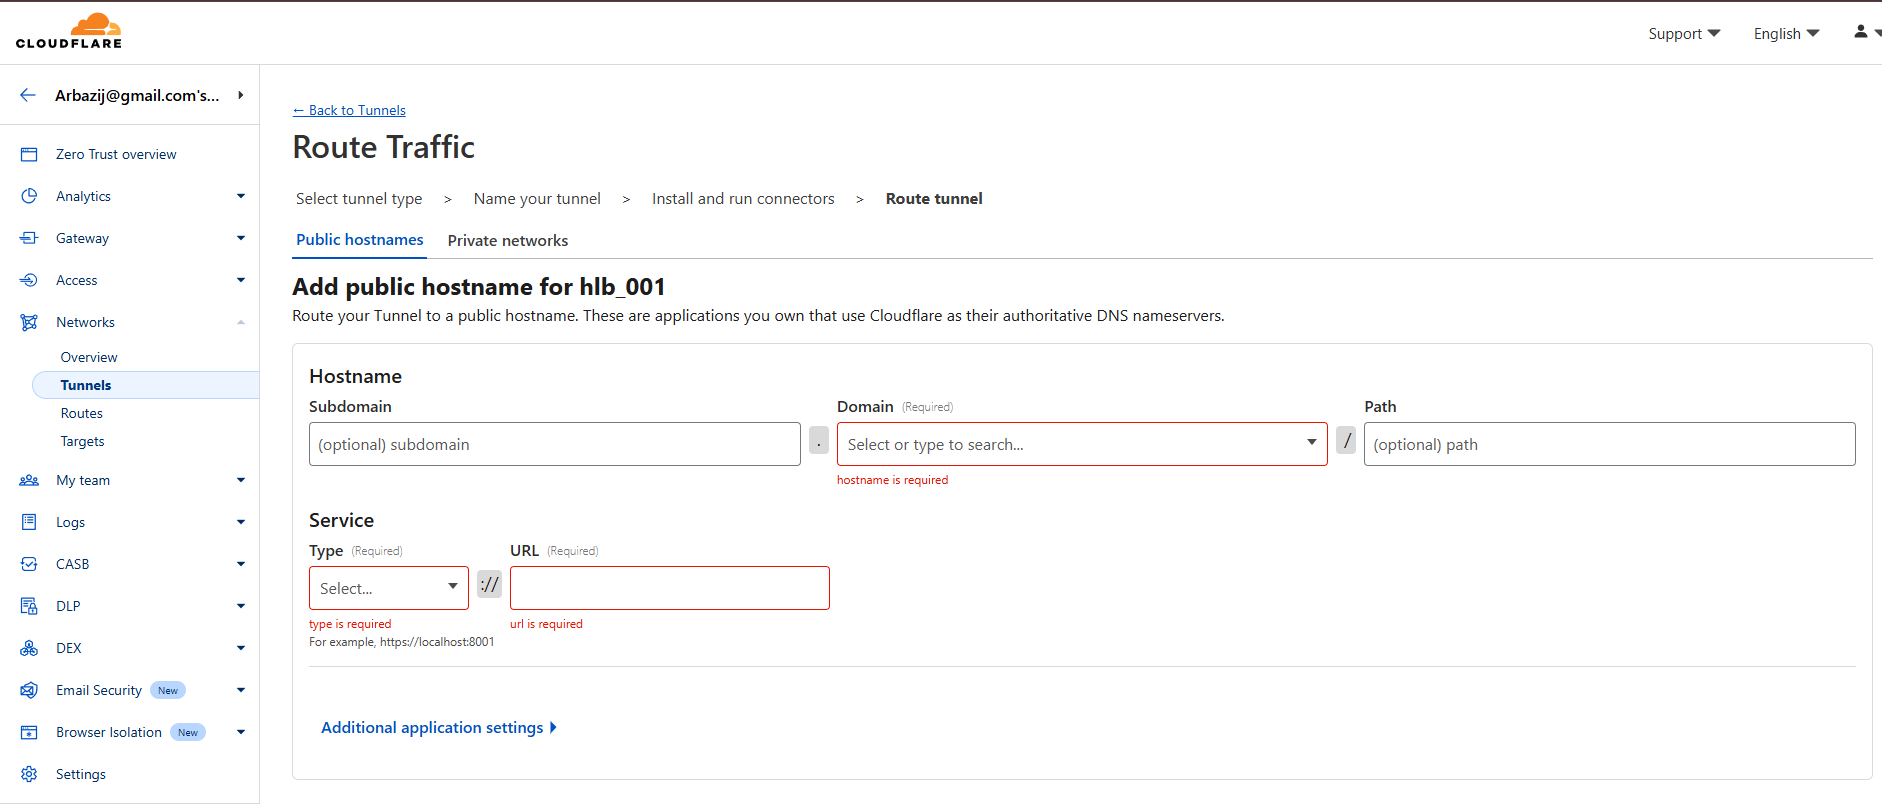 CLOUDFLARE
Support
English
Arbazij@gmail.com's...
Zero Trust overview
Analytics
Gateway
Access
Networks
Overview
Tunnels
Routes
Targets
My team
Logs
CASB
DLP
DEX
Email Security New
Browser Isolation New
Settings
← Back to Tunnels
Route Traffic
Select tunnel type > Name your tunnel > Install and run connectors > Route tunnel
Public hostnames Private networks
Add public hostname for hlb_001
Route your Tunnel to a public hostname. These are applications you own that use Cloudflare as their authoritative DNS nameservers.
Hostname
Subdomain Domain (Required) Path
(optional) subdomain . Select or type to search... / (optional) path
hostname is required
Service
Type (Required) URL (Required)
Select... ://
type is required url is required
For example, https://localhost:8001
Additional application settings